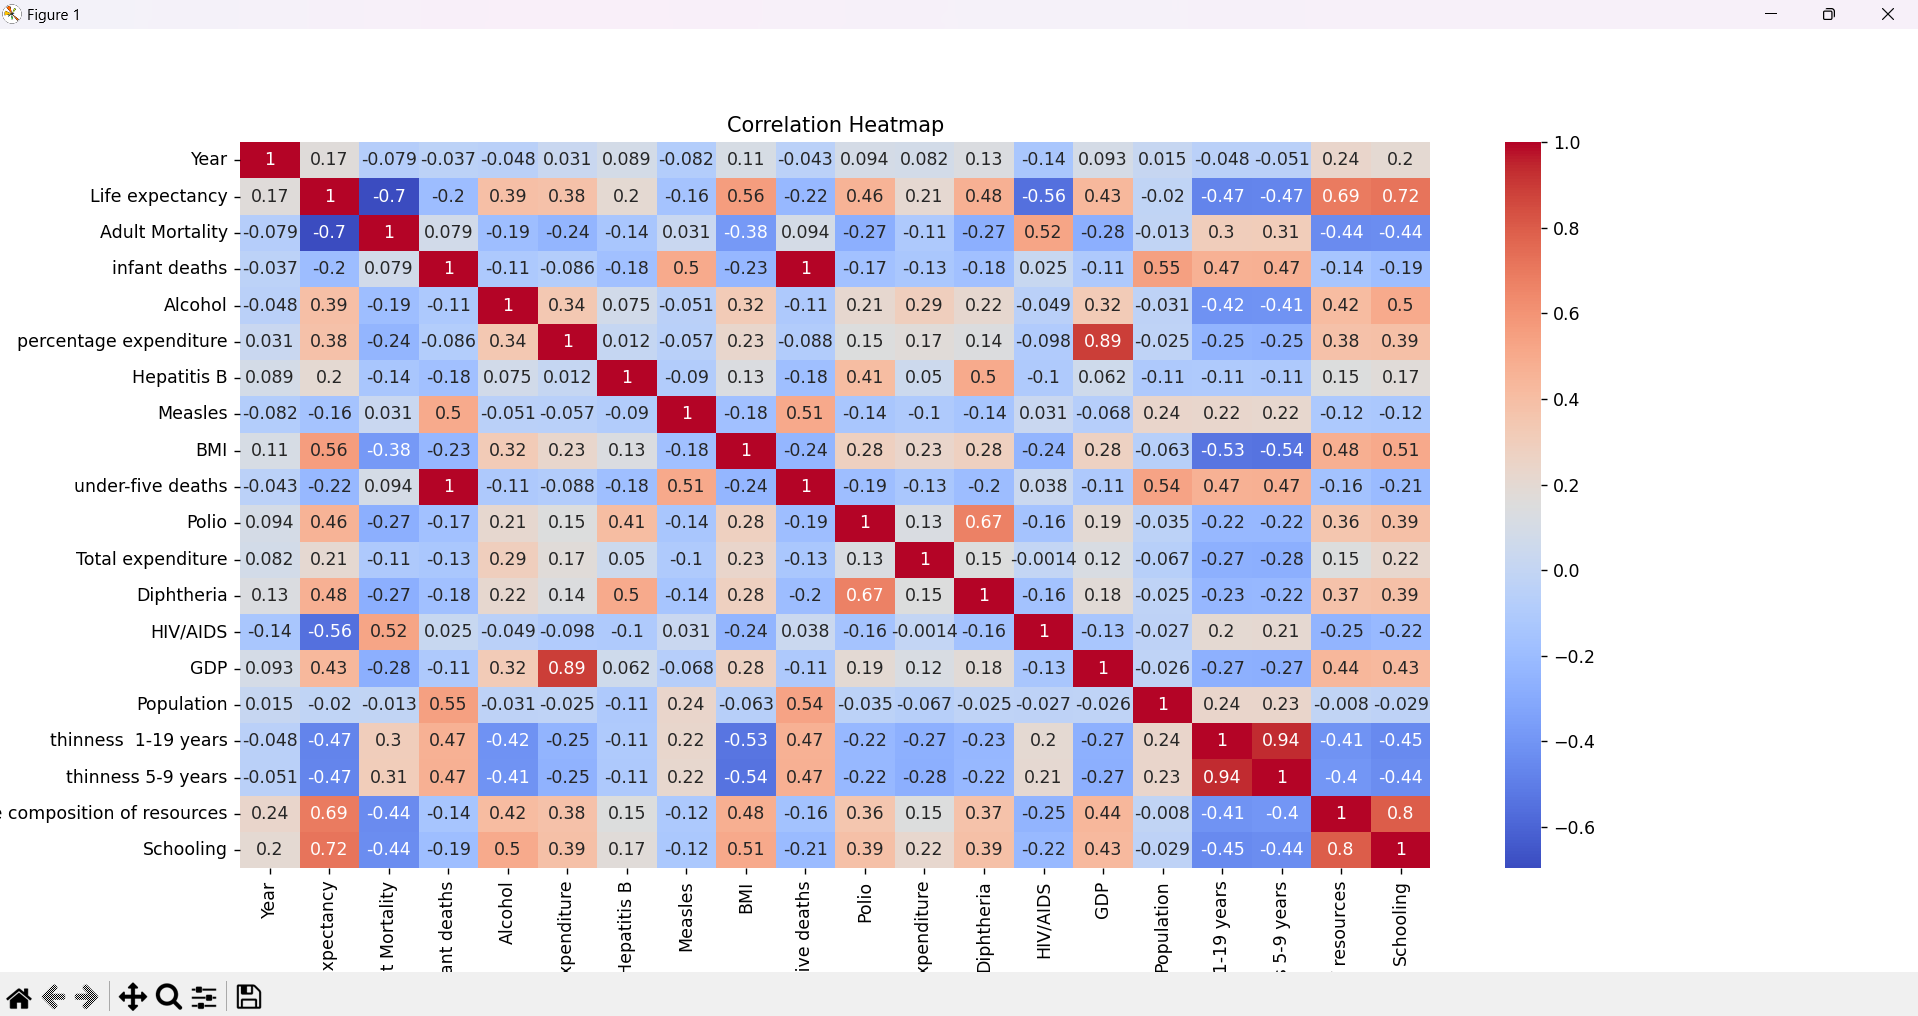 Figure 1
Correlation Heatmap
Year 1 0.17 -0.079 -0.037 -0.048 0.031 0.089 -0.082 0.11 -0.043 0.094 0.082 0.13 -0.14 0.093 0.015 -0.048 -0.051 0.24 0.2
Life expectancy 0.17 1 -0.7 -0.2 0.39 0.38 0.2 -0.16 0.56 -0.22 0.46 0.21 0.48 -0.56 0.43 -0.02 -0.47 -0.47 0.69 0.72
Adult Mortality -0.079 -0.7 1 0.079 -0.19 -0.24 -0.14 0.031 -0.38 0.094 -0.27 -0.11 -0.27 0.52 -0.28 -0.013 0.3 0.31 -0.44 -0.44
infant deaths -0.037 -0.2 0.079 1 -0.11 -0.086 -0.18 0.5 -0.23 1 -0.17 -0.13 -0.18 0.025 -0.11 0.55 0.47 0.47 -0.14 -0.19
Alcohol -0.048 0.39 -0.19 -0.11 1 0.34 0.075 -0.051 0.32 -0.11 0.21 0.29 0.22 -0.049 0.32 -0.031 -0.42 -0.41 0.42 0.5
percentage expenditure 0.031 0.38 -0.24 -0.086 0.34 1 0.012 -0.057 0.23 -0.088 0.15 0.17 0.14 -0.098 0.89 -0.025 -0.25 -0.25 0.38 0.39
Hepatitis B 0.089 0.2 -0.14 -0.18 0.075 0.012 1 -0.09 0.13 -0.18 0.41 0.05 0.5 -0.1 0.062 -0.11 -0.11 -0.11 0.15 0.17
Measles -0.082 -0.16 0.031 0.5 -0.051 -0.057 -0.09 1 -0.18 0.51 -0.14 -0.1 -0.14 0.031 -0.068 0.24 0.22 0.22 -0.12 -0.12
BMI 0.11 0.56 -0.38 -0.23 0.32 0.23 0.13 -0.18 1 -0.24 0.28 0.23 0.28 -0.24 0.28 -0.063 -0.53 -0.54 0.48 0.51
under-five deaths -0.043 -0.22 0.094 1 -0.11 -0.088 -0.18 0.51 -0.24 1 -0.19 -0.13 -0.2 0.038 -0.11 0.54 0.47 0.47 -0.16 -0.21
Polio 0.094 0.46 -0.27 -0.17 0.21 0.15 0.41 -0.14 0.28 -0.19 1 0.13 0.67 -0.16 0.19 -0.035 -0.22 -0.22 0.36 0.39
Total expenditure 0.082 0.21 -0.11 -0.13 0.29 0.17 0.05 -0.1 0.23 -0.13 0.13 1 0.15 -0.0014 0.12 -0.067 -0.27 -0.28 0.15 0.22
Diphtheria 0.13 0.48 -0.27 -0.18 0.22 0.14 0.5 -0.14 0.28 -0.2 0.67 0.15 1 -0.16 0.18 -0.025 -0.23 -0.22 0.37 0.39
HIV/AIDS -0.14 -0.56 0.52 0.025 -0.049 -0.098 -0.1 0.031 -0.24 0.038 -0.16 -0.0014 -0.16 1 -0.13 -0.027 0.2 0.21 -0.25 -0.22
GDP 0.093 0.43 -0.28 -0.11 0.32 0.89 0.062 -0.068 0.28 -0.11 0.19 0.12 0.18 -0.13 1 -0.026 -0.27 -0.27 0.44 0.43
Population 0.015 -0.02 -0.013 0.55 -0.031 -0.025 -0.11 0.24 -0.063 0.54 -0.035 -0.067 -0.025 -0.027 -0.026 1 0.24 0.23 -0.008 -0.029
thinness  1-19 years -0.048 -0.47 0.3 0.47 -0.42 -0.25 -0.11 0.22 -0.53 0.47 -0.22 -0.27 -0.23 0.2 -0.27 0.24 1 0.94 -0.41 -0.45
thinness 5-9 years -0.051 -0.47 0.31 0.47 -0.41 -0.25 -0.11 0.22 -0.54 0.47 -0.22 -0.28 -0.22 0.21 -0.27 0.23 0.94 1 -0.4 -0.44
composition of resources 0.24 0.69 -0.44 -0.14 0.42 0.38 0.15 -0.12 0.48 -0.16 0.36 0.15 0.37 -0.25 0.44 -0.008 -0.41 -0.4 1 0.8
Schooling 0.2 0.72 -0.44 -0.19 0.5 0.39 0.17 -0.12 0.51 -0.21 0.39 0.22 0.39 -0.22 0.43 -0.029 -0.45 -0.44 0.8 1
Year
xpectancy
t Mortality
ant deaths
Alcohol
xpenditure
Hepatitis B
Measles
BMI
ive deaths
Polio
xpenditure
Diphtheria
HIV/AIDS
GDP
Population
1-19 years
5-9 years
resources
Schooling
1.0
0.8
0.6
0.4
0.2
0.0
−0.2
−0.4
−0.6